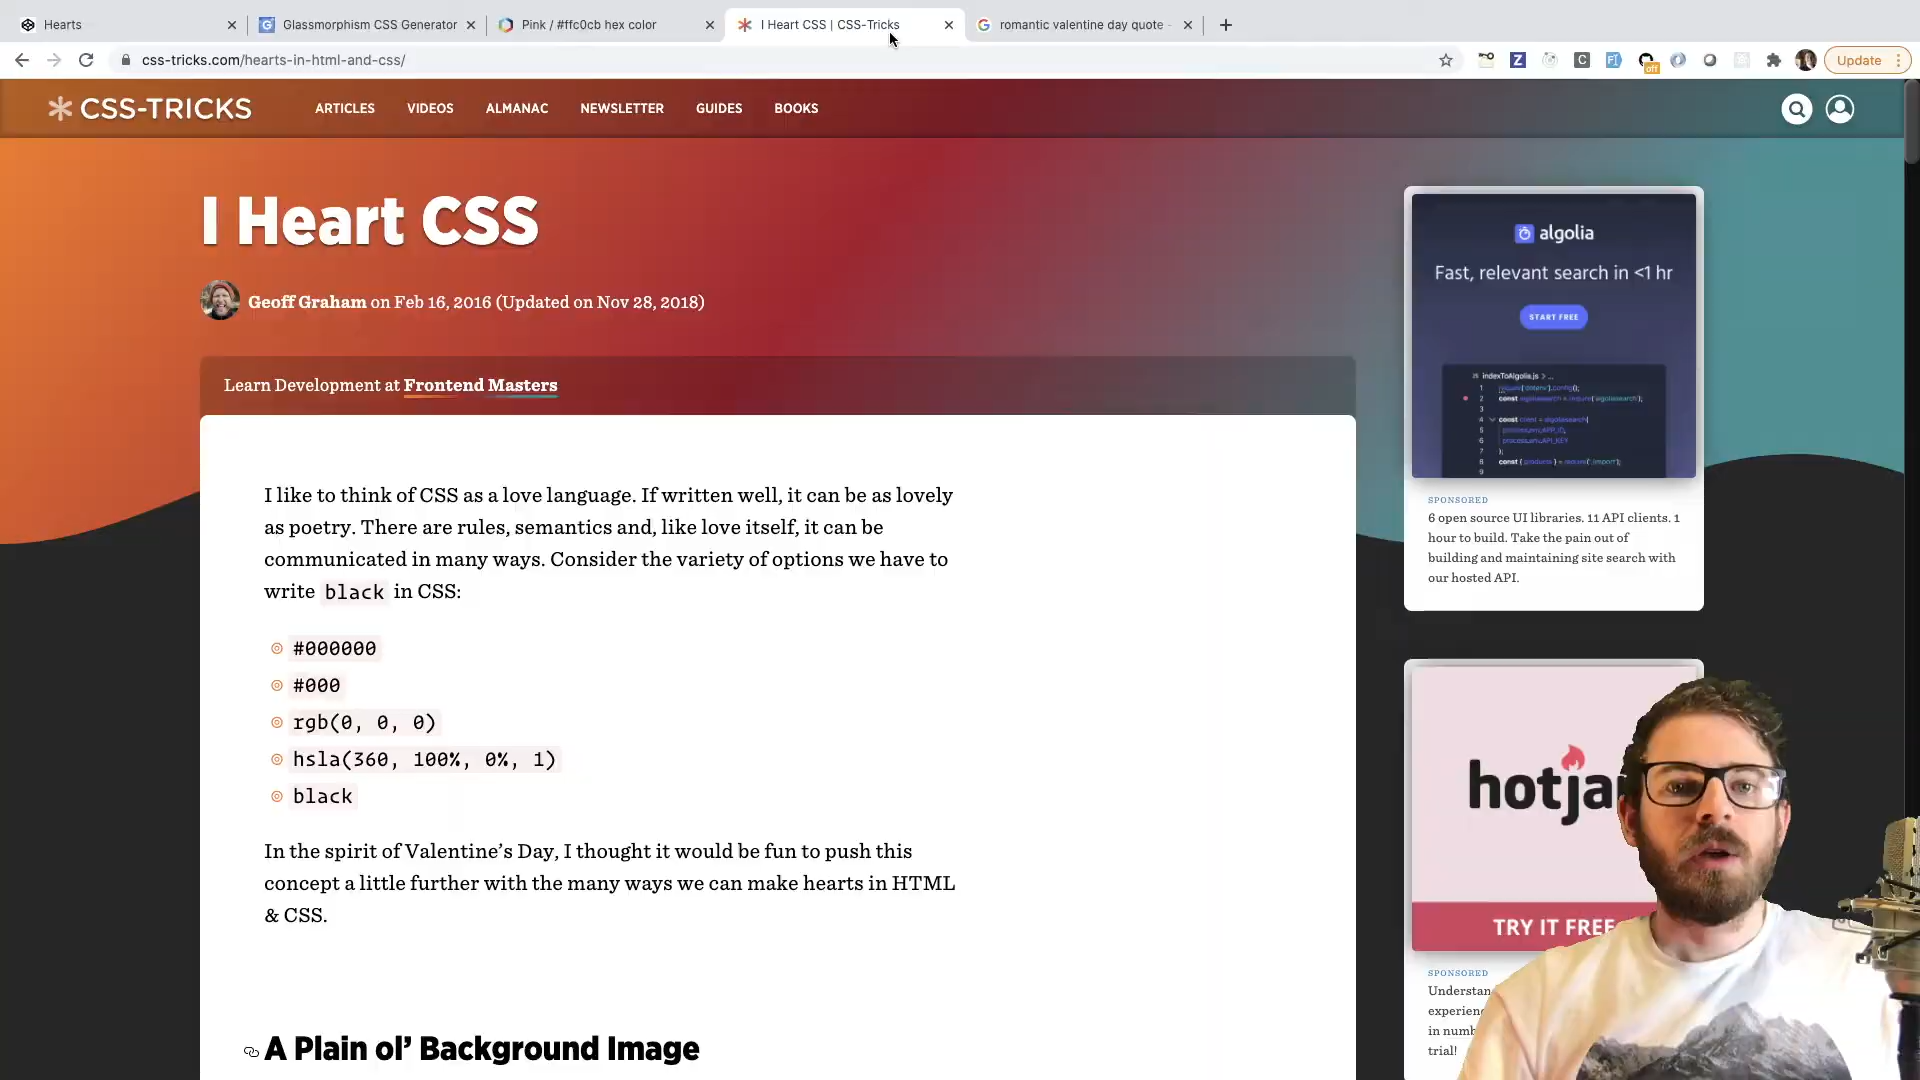 Hearts
Glassmorphism CSS Generator
Pink / #ffc0cb hex color
I Heart CSS | CSS-Tricks
romantic valentine day quote -
css-tricks.com/hearts-in-html-and-css/
Update
CSS-TRICKS
ARTICLES
VIDEOS
ALMANAC
NEWSLETTER
GUIDES
BOOKS
I Heart CSS
Geoff Graham on Feb 16, 2016 (Updated on Nov 28, 2018)
Learn Development at Frontend Masters
I like to think of CSS as a love language. If written well, it can be as lovely
as poetry. There are rules, semantics and, like love itself, it can be
communicated in many ways. Consider the variety of options we have to
write black in CSS:
#000000
#000
rgb(0, 0, 0)
hsla(360, 100%, 0%, 1)
black
In the spirit of Valentine's Day, I thought it would be fun to push this
concept a little further with the many ways we can make hearts in HTML
& CSS.
A Plain ol' Background Image
algolia
Fast, relevant search in <1 hr
START FREE
indexToAlgolia.js > ...
SPONSORED
6 open source UI libraries. 11 API clients. 1
hour to build. Take the pain out of
building and maintaining site search with
our hosted API.
hotja
TRY IT FREE
SPONSORED
Understan
experien
in numb
trial!